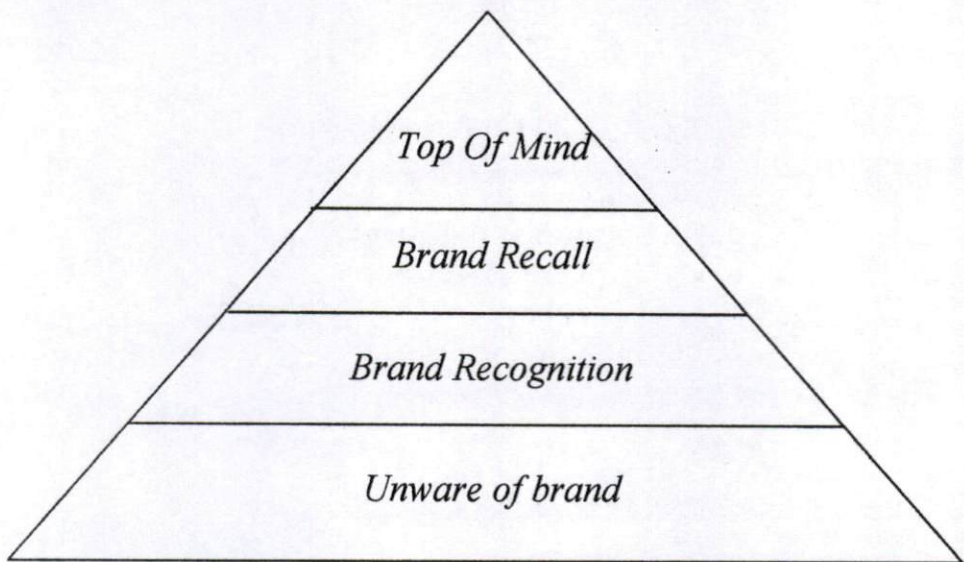 Top Of Mind
Brand Recall
Brand Recognition
Unware of brand